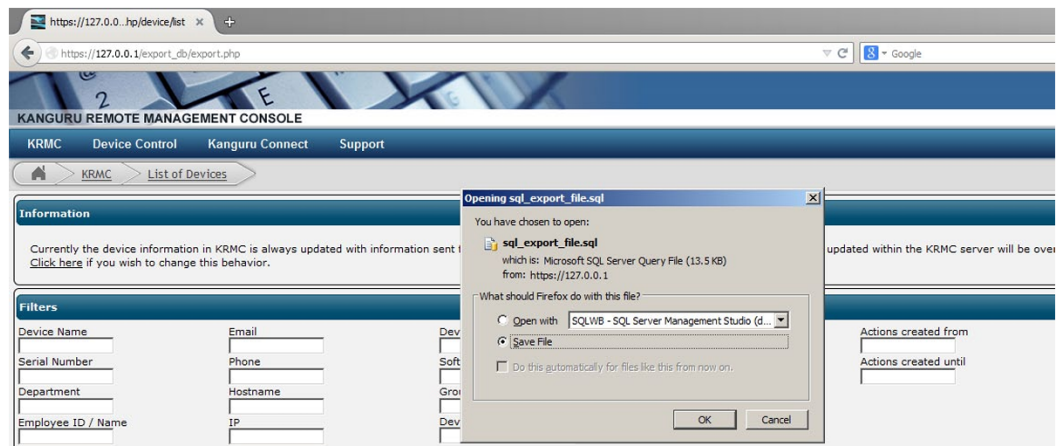 https://127.0.0...hp/device/list
https://127.0.0.1/export_db/export.php
Google
KANGURU REMOTE MANAGEMENT CONSOLE
KRMC Device Control Kanguru Connect Support
KRMC List of Devices
Information
Currently the device information in KRMC is always updated with information sent
updated within the KRMC server will be
Click here if you wish to change this behavior.
Opening sql_export_file.sql
You have chosen to open:
sql_export_file.sql
which is: Microsoft SQL Server Query File (13.5 KB)
from: https://127.0.0.1
What should Firefox do with this file?
Open with SQLWB - SQL Server Management Studio (d...
Save File
Do this automatically for files like this from now on.
OK Cancel
Filters
Device Name Email Actions created from
Serial Number Phone Actions created until
Department Hostname
Employee ID / Name IP